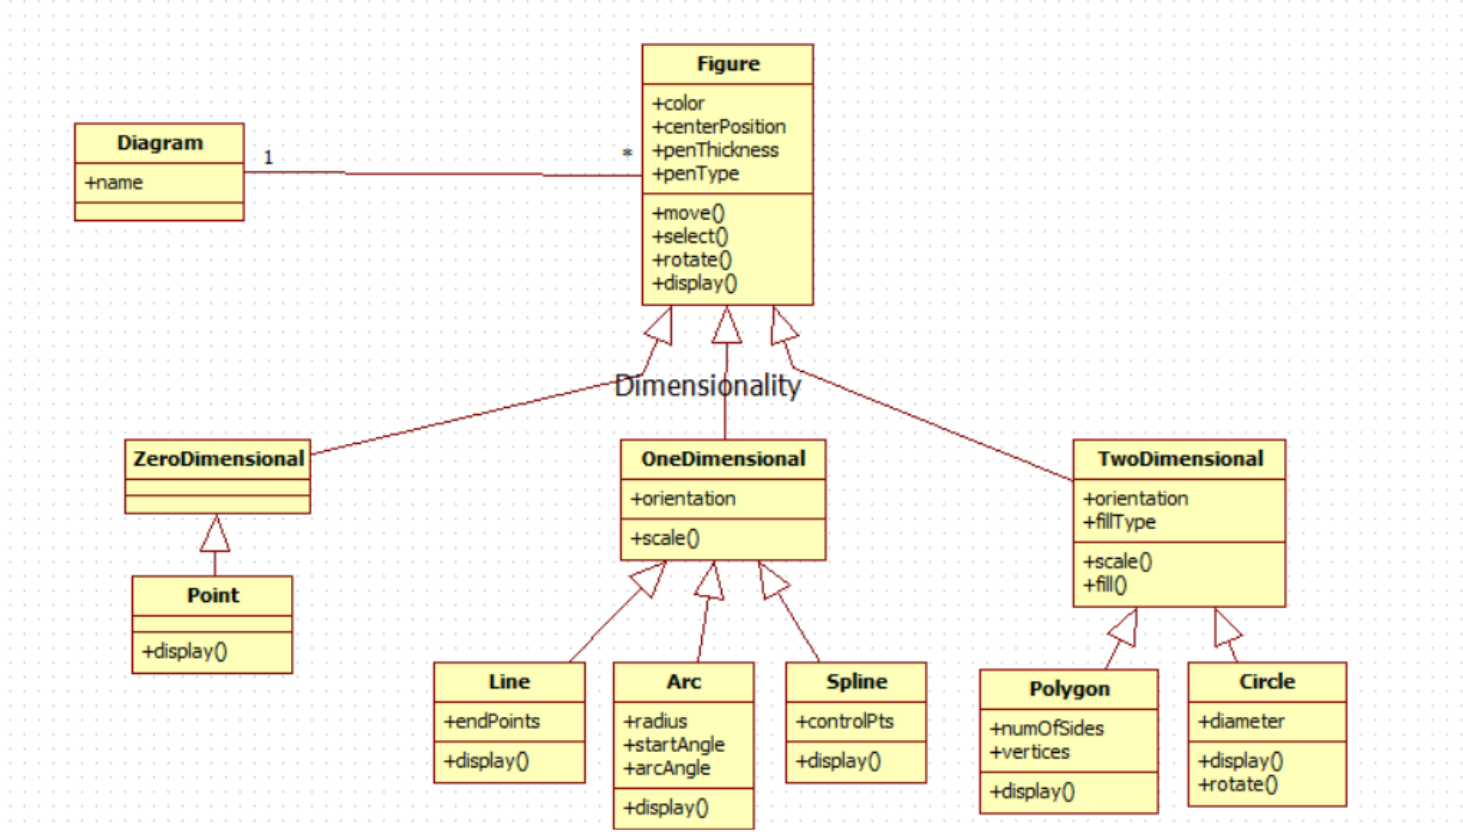 Figure
+color
+centerPosition
+penThickness
+penType
+move()
+select()
+rotate()
+display()
Diagram
+name
1
*
Dimensionality
ZeroDimensional
OneDimensional
+orientation
+scale()
TwoDimensional
+orientation
+fillType
+scale()
+fill()
Point
+display()
Line
+endPoints
+display()
Arc
+radius
+startAngle
+arcAngle
+display()
Spline
+controlPts
+display()
Polygon
+numOfSides
+vertices
+display()
Circle
+diameter
+display()
+rotate()